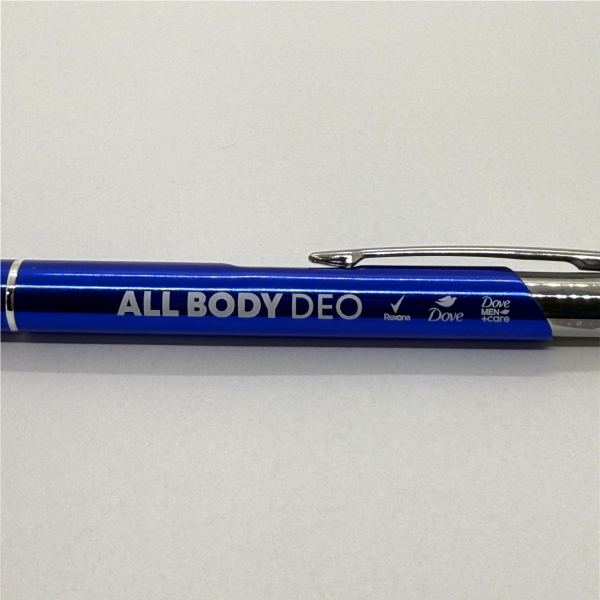 ALL BODY DEO
Rexona
Dove
Dove
MEN
+care